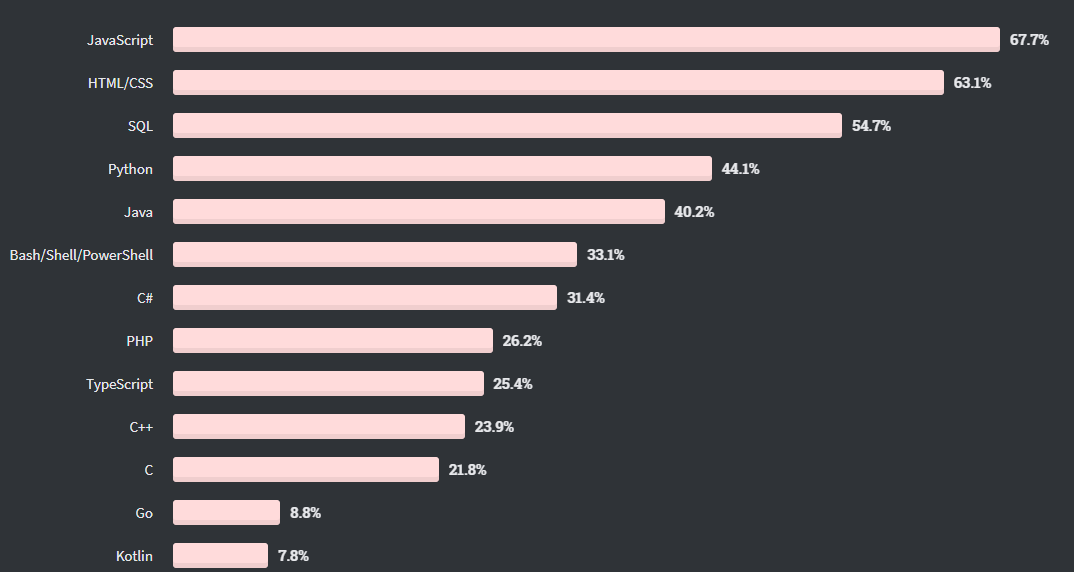 JavaScript 67.7%
HTML/CSS 63.1%
SQL 54.7%
Python 44.1%
Java 40.2%
Bash/Shell/PowerShell 33.1%
C# 31.4%
PHP 26.2%
TypeScript 25.4%
C++ 23.9%
C 21.8%
Go 8.8%
Kotlin 7.8%